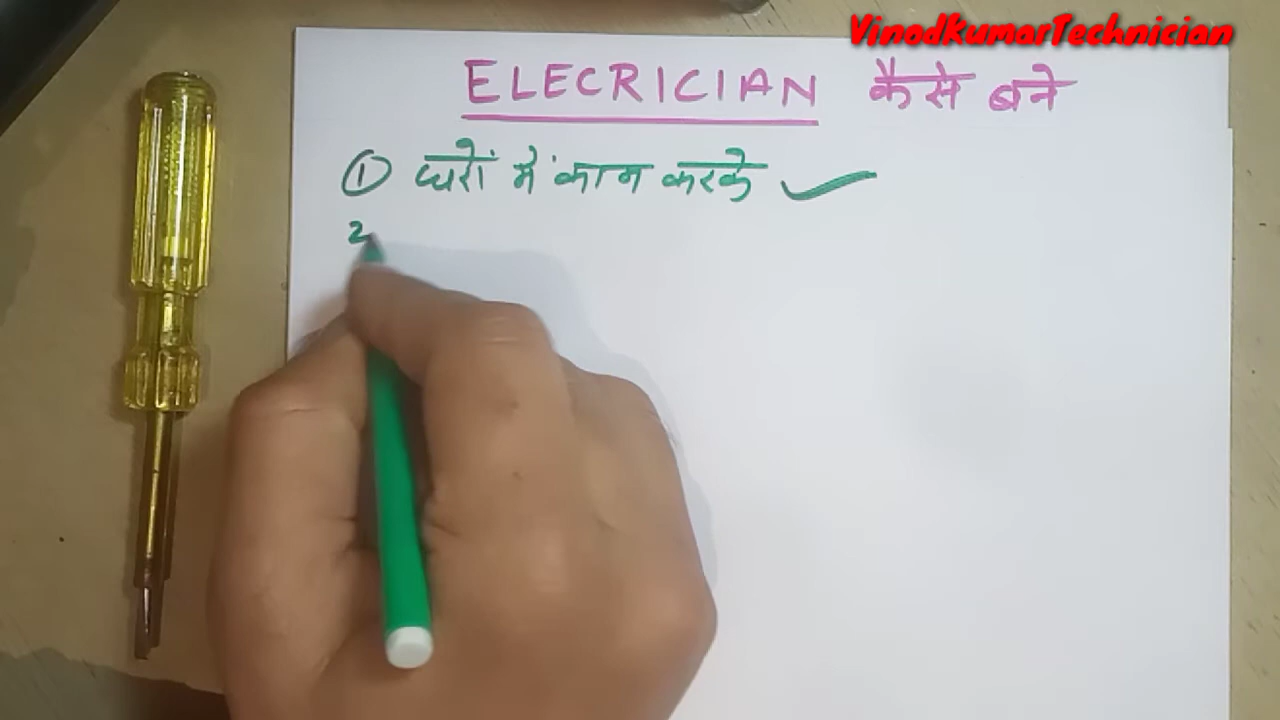 VinodKumarTechnician
ELECRICIAN कैसे बने
① घरों में काम करके ✓
2